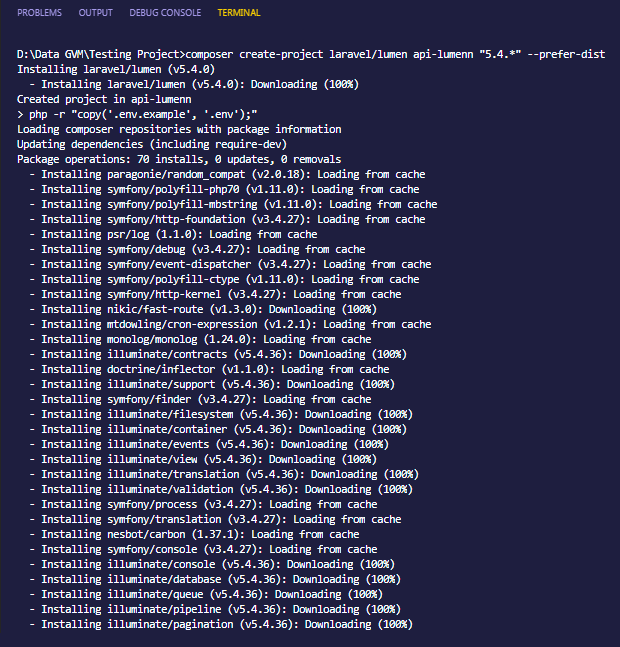 PROBLEMS OUTPUT DEBUG CONSOLE TERMINAL
D:\Data GVM\Testing Project>composer create-project laravel/lumen api-lumenn "5.4.*" --prefer-dist
Installing laravel/lumen (v5.4.0)
  - Installing laravel/lumen (v5.4.0): Downloading (100%)
Created project in api-lumenn
> php -r "copy('.env.example', '.env');"
Loading composer repositories with package information
Updating dependencies (including require-dev)
Package operations: 70 installs, 0 updates, 0 removals
  - Installing paragonie/random_compat (v2.0.18): Loading from cache
  - Installing symfony/polyfill-php70 (v1.11.0): Loading from cache
  - Installing symfony/polyfill-mbstring (v1.11.0): Loading from cache
  - Installing symfony/http-foundation (v3.4.27): Loading from cache
  - Installing psr/log (1.1.0): Loading from cache
  - Installing symfony/debug (v3.4.27): Loading from cache
  - Installing symfony/event-dispatcher (v3.4.27): Loading from cache
  - Installing symfony/polyfill-ctype (v1.11.0): Loading from cache
  - Installing symfony/http-kernel (v3.4.27): Loading from cache
  - Installing nikic/fast-route (v1.3.0): Downloading (100%)
  - Installing mtdowling/cron-expression (v1.2.1): Loading from cache
  - Installing monolog/monolog (1.24.0): Loading from cache
  - Installing illuminate/contracts (v5.4.36): Downloading (100%)
  - Installing doctrine/inflector (v1.1.0): Loading from cache
  - Installing illuminate/support (v5.4.36): Downloading (100%)
  - Installing symfony/finder (v3.4.27): Loading from cache
  - Installing illuminate/filesystem (v5.4.36): Downloading (100%)
  - Installing illuminate/container (v5.4.36): Downloading (100%)
  - Installing illuminate/events (v5.4.36): Downloading (100%)
  - Installing illuminate/view (v5.4.36): Downloading (100%)
  - Installing illuminate/translation (v5.4.36): Downloading (100%)
  - Installing illuminate/validation (v5.4.36): Downloading (100%)
  - Installing symfony/process (v3.4.27): Loading from cache
  - Installing symfony/translation (v3.4.27): Loading from cache
  - Installing nesbot/carbon (1.37.1): Loading from cache
  - Installing symfony/console (v3.4.27): Loading from cache
  - Installing illuminate/console (v5.4.36): Downloading (100%)
  - Installing illuminate/database (v5.4.36): Downloading (100%)
  - Installing illuminate/queue (v5.4.36): Downloading (100%)
  - Installing illuminate/pipeline (v5.4.36): Downloading (100%)
  - Installing illuminate/pagination (v5.4.36): Downloading (100%)